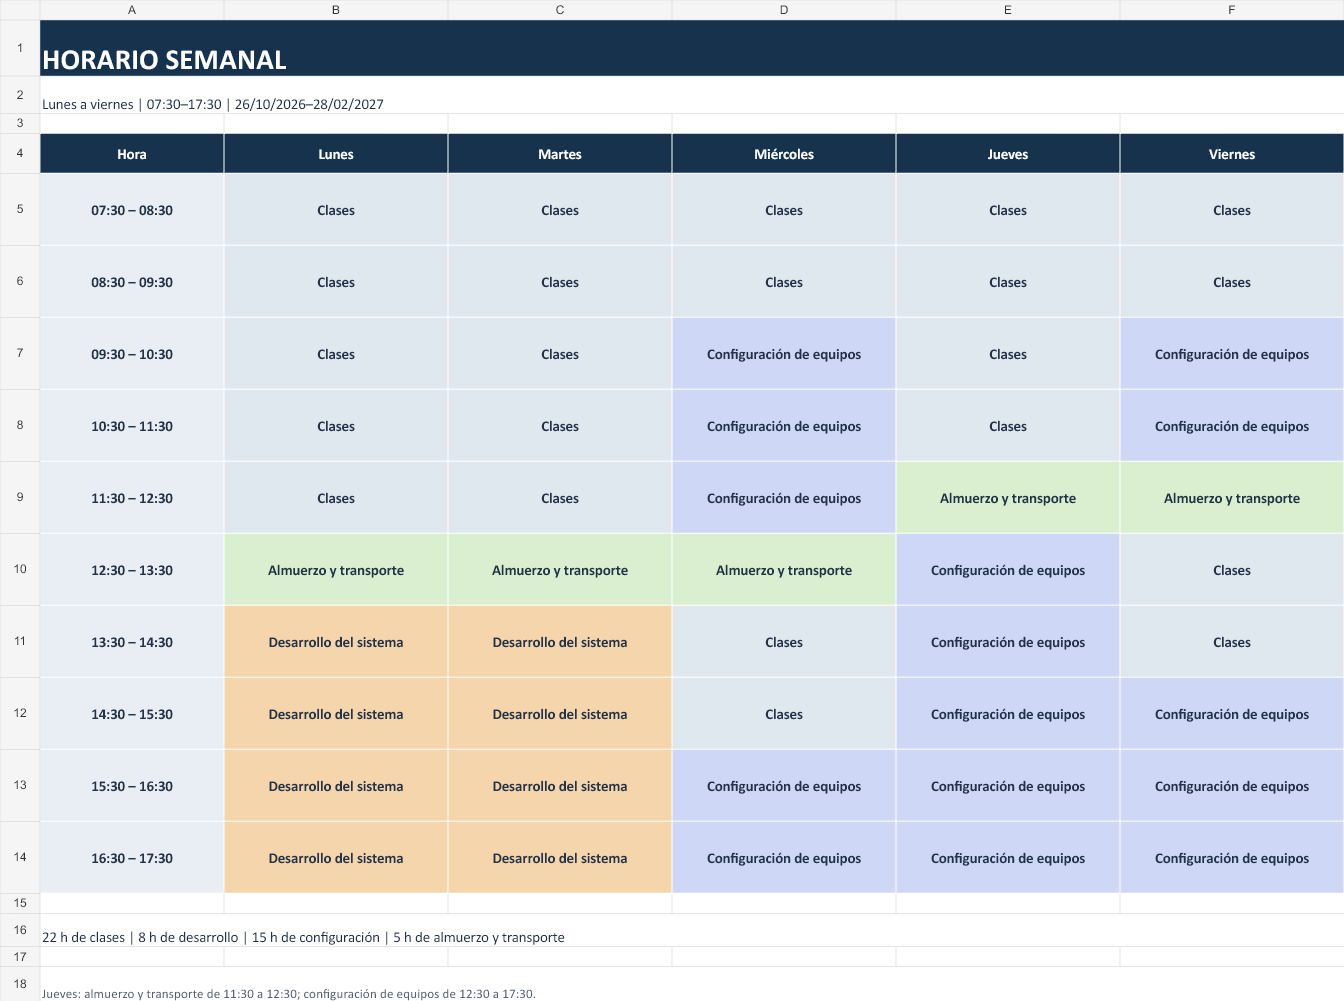 A B C D E F
1 HORARIO SEMANAL
2 Lunes a viernes | 07:30–17:30 | 26/10/2026–28/02/2027
3
4 Hora Lunes Martes Miércoles Jueves Viernes
5 07:30 – 08:30 Clases Clases Clases Clases Clases
6 08:30 – 09:30 Clases Clases Clases Clases Clases
7 09:30 – 10:30 Clases Clases Configuración de equipos Clases Configuración de equipos
8 10:30 – 11:30 Clases Clases Configuración de equipos Clases Configuración de equipos
9 11:30 – 12:30 Clases Clases Configuración de equipos Almuerzo y transporte Almuerzo y transporte
10 12:30 – 13:30 Almuerzo y transporte Almuerzo y transporte Almuerzo y transporte Configuración de equipos Clases
11 13:30 – 14:30 Desarrollo del sistema Desarrollo del sistema Clases Configuración de equipos Clases
12 14:30 – 15:30 Desarrollo del sistema Desarrollo del sistema Clases Configuración de equipos Configuración de equipos
13 15:30 – 16:30 Desarrollo del sistema Desarrollo del sistema Configuración de equipos Configuración de equipos Configuración de equipos
14 16:30 – 17:30 Desarrollo del sistema Desarrollo del sistema Configuración de equipos Configuración de equipos Configuración de equipos
15
16 22 h de clases | 8 h de desarrollo | 15 h de configuración | 5 h de almuerzo y transporte
17
18 Jueves: almuerzo y transporte de 11:30 a 12:30; configuración de equipos de 12:30 a 17:30.